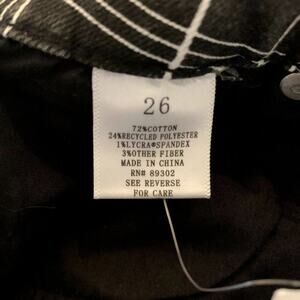 26
72%COTTON
24%RECYCLED POLYESTER
1%LYCRA®SPANDEX
3%OTHER FIBER
MADE IN CHINA
RN# 89302
SEE REVERSE
FOR CARE